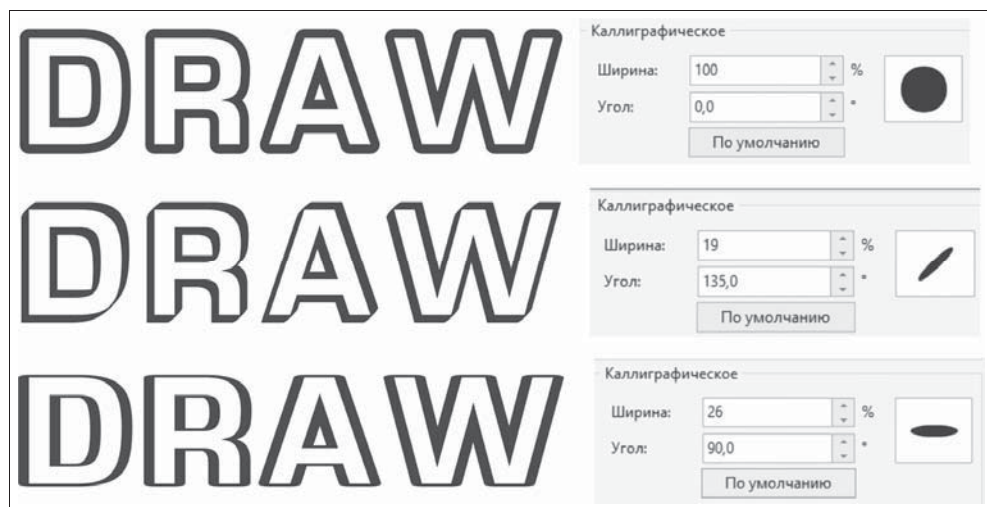 DRAW
Каллиграфическое
Ширина: 100 %
Угол: 0,0 °
По умолчанию
DRAW
Каллиграфическое
Ширина: 19 %
Угол: 135,0 °
По умолчанию
DRAW
Каллиграфическое
Ширина: 26 %
Угол: 90,0 °
По умолчанию